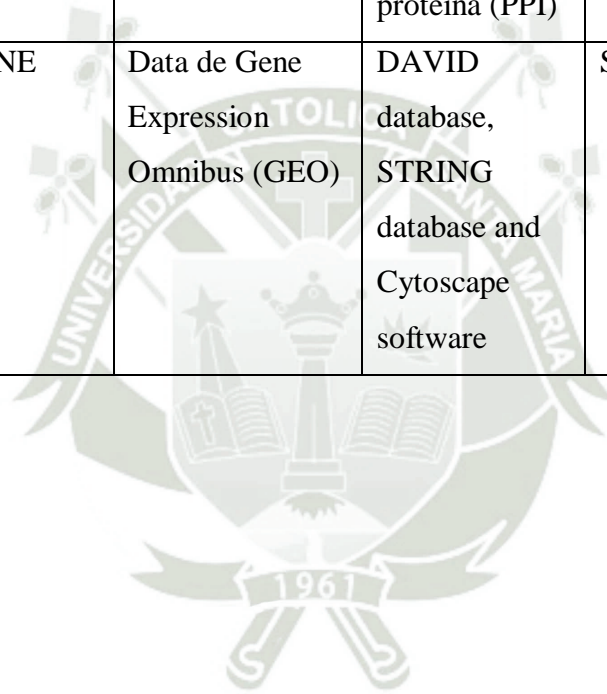 proteina (PPI)
NE
Data de Gene
Expression
Omnibus (GEO)
DAVID
database,
STRING
database and
Cytoscape
software
S
UNIVERSIDAD CATOLICA SANTA MARIA
1961